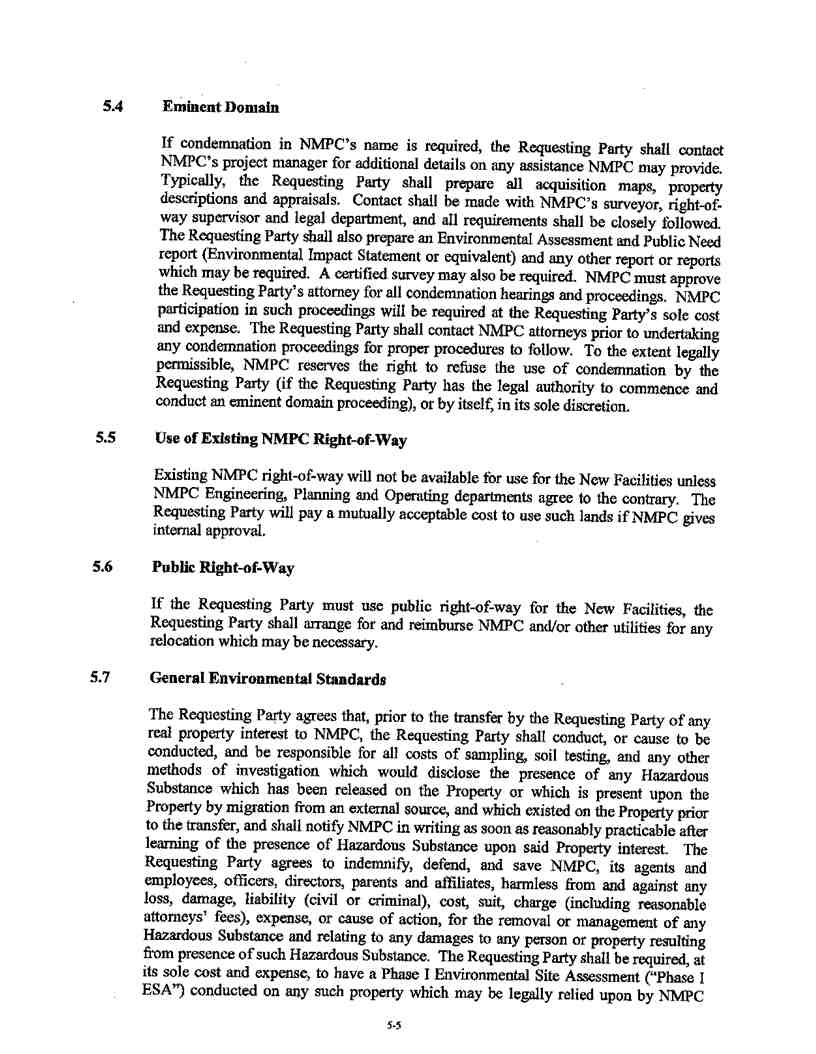 5.4 Eminent Domain
If condemnation in NMPC's name is required, the Requesting Party shall contact
NMPC's project manager for additional details on any assistance NMPC may provide.
Typically, the Requesting Party shall prepare all acquisition maps, property
descriptions and appraisals. Contact shall be made with NMPC's surveyor, right-of-
way supervisor and legal department, and all requirements shall be closely followed.
The Requesting Party shall also prepare an Environmental Assessment and Public Need
report (Environmental Impact Statement or equivalent) and any other report or reports
which may be required. A certified survey may also be required. NMPC must approve
the Requesting Party's attorney for all condemnation hearings and proceedings. NMPC
participation in such proceedings will be required at the Requesting Party's sole cost
and expense. The Requesting Party shall contact NMPC attorneys prior to undertaking
any condemnation proceedings for proper procedures to follow. To the extent legally
permissible, NMPC reserves the right to refuse the use of condemnation by the
Requesting Party (if the Requesting Party has the legal authority to commence and
conduct an eminent domain proceeding), or by itself, in its sole discretion.
5.5 Use of Existing NMPC Right-of-Way
Existing NMPC right-of-way will not be available for use for the New Facilities unless
NMPC Engineering, Planning and Operating departments agree to the contrary. The
Requesting Party will pay a mutually acceptable cost to use such lands if NMPC gives
internal approval.
5.6 Public Right-of-Way
If the Requesting Party must use public right-of-way for the New Facilities, the
Requesting Party shall arrange for and reimburse NMPC and/or other utilities for any
relocation which may be necessary.
5.7 General Environmental Standards
The Requesting Party agrees that, prior to the transfer by the Requesting Party of any
real property interest to NMPC, the Requesting Party shall conduct, or cause to be
conducted, and be responsible for all costs of sampling, soil testing, and any other
methods of investigation which would disclose the presence of any Hazardous
Substance which has been released on the Property or which is present upon the
Property by migration from an external source, and which existed on the Property prior
to the transfer, and shall notify NMPC in writing as soon as reasonably practicable after
learning of the presence of Hazardous Substance upon said Property interest. The
Requesting Party agrees to indemnify, defend, and save NMPC, its agents and
employees, officers, directors, parents and affiliates, harmless from and against any
loss, damage, liability (civil or criminal), cost, suit, charge (including reasonable
attorneys' fees), expense, or cause of action, for the removal or management of any
Hazardous Substance and relating to any damages to any person or property resulting
from presence of such Hazardous Substance. The Requesting Party shall be required, at
its sole cost and expense, to have a Phase I Environmental Site Assessment ("Phase I
ESA") conducted on any such property which may be legally relied upon by NMPC
5-5